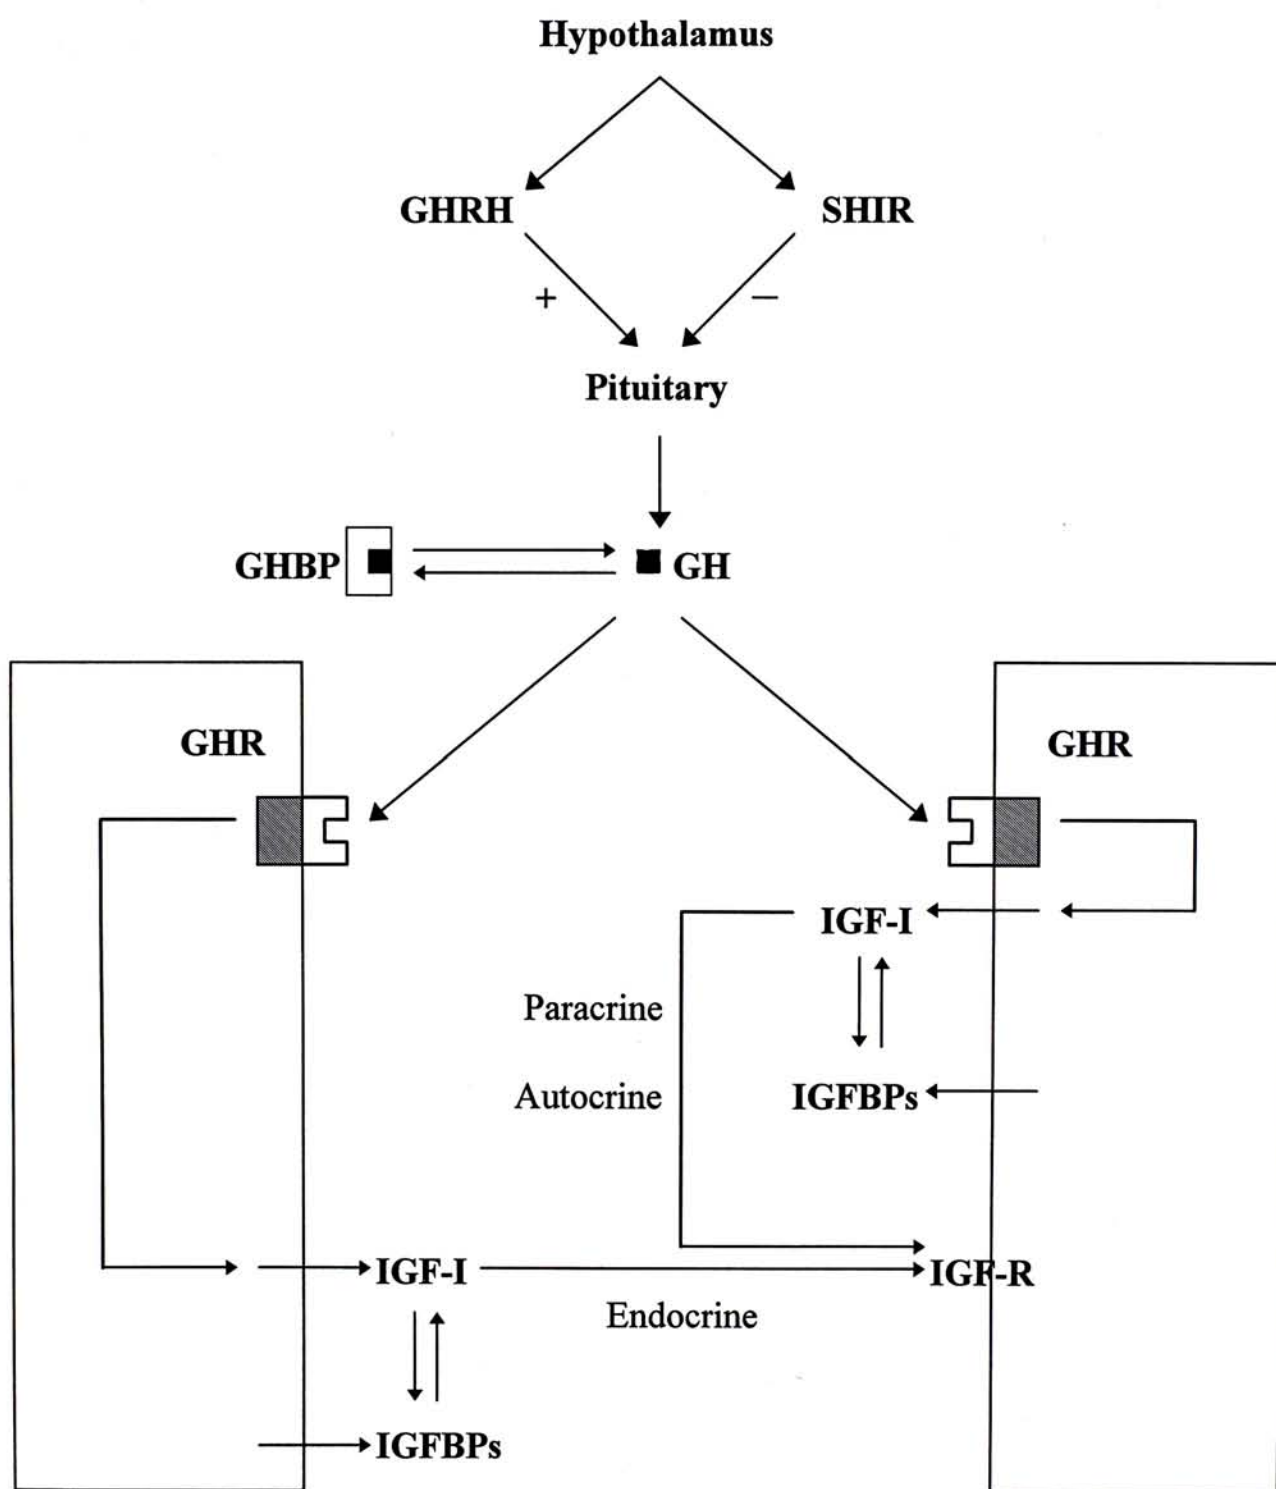 Hypothalamus
GHRH
SHIR
+
—
Pituitary
GHBP
GH
GHR
GHR
IGF-I
Paracrine
Autocrine
IGFBPs
IGF-I
IGF-R
Endocrine
IGFBPs